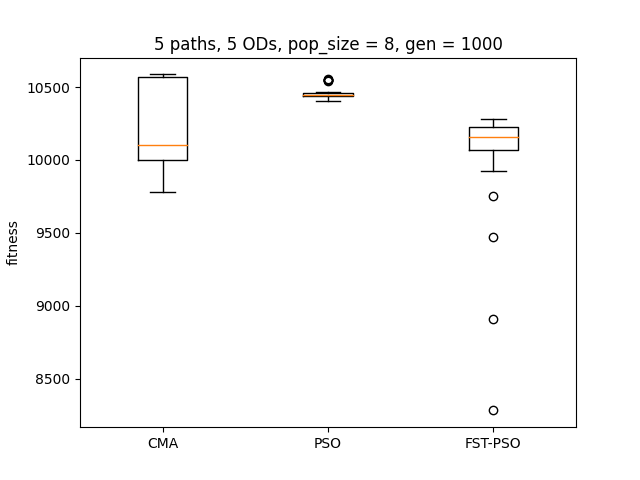 5 paths, 5 ODs, pop_size = 8, gen = 1000
fitness
10500
10000
9500
9000
8500
CMA
PSO
FST-PSO